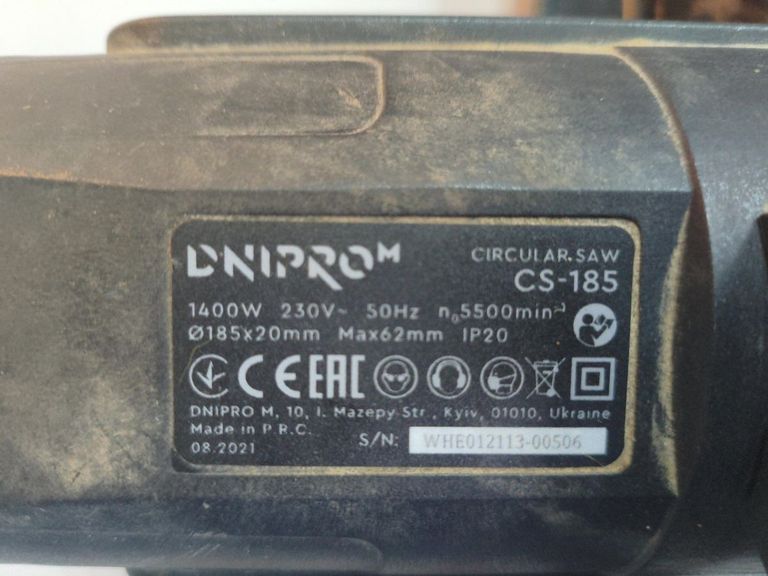 DNIPRO M
CIRCULAR SAW
CS-185
1400W 230V~ 50Hz n₀5500min⁻¹
Ø185x20mm Max62mm IP20
CE EAC
DNIPRO M, 10, I. Mazepy Str., Kyiv, 01010, Ukraine
Made in P.R.C.
08.2021
S/N: WHE012113-00506